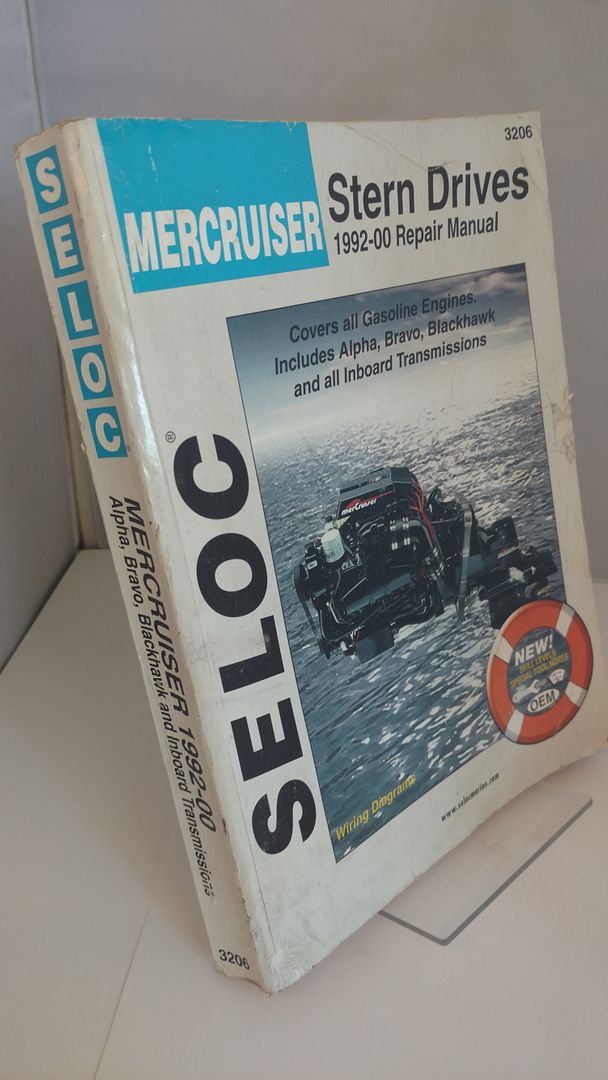 SELOC
MERCRUISER 1992-00
Alpha, Bravo, Blackhawk and Inboard Transmissions
3206
3206
MERCRUISER
Stern Drives
1992-00 Repair Manual
Covers all Gasoline Engines.
Includes Alpha, Bravo, Blackhawk
and all Inboard Transmissions
SELOC®
merCruiser
NEW!
SKILL LEVELS
SPECIAL TOOL NOTES
OEM
Wiring Diagrams
www.selocmarine.com